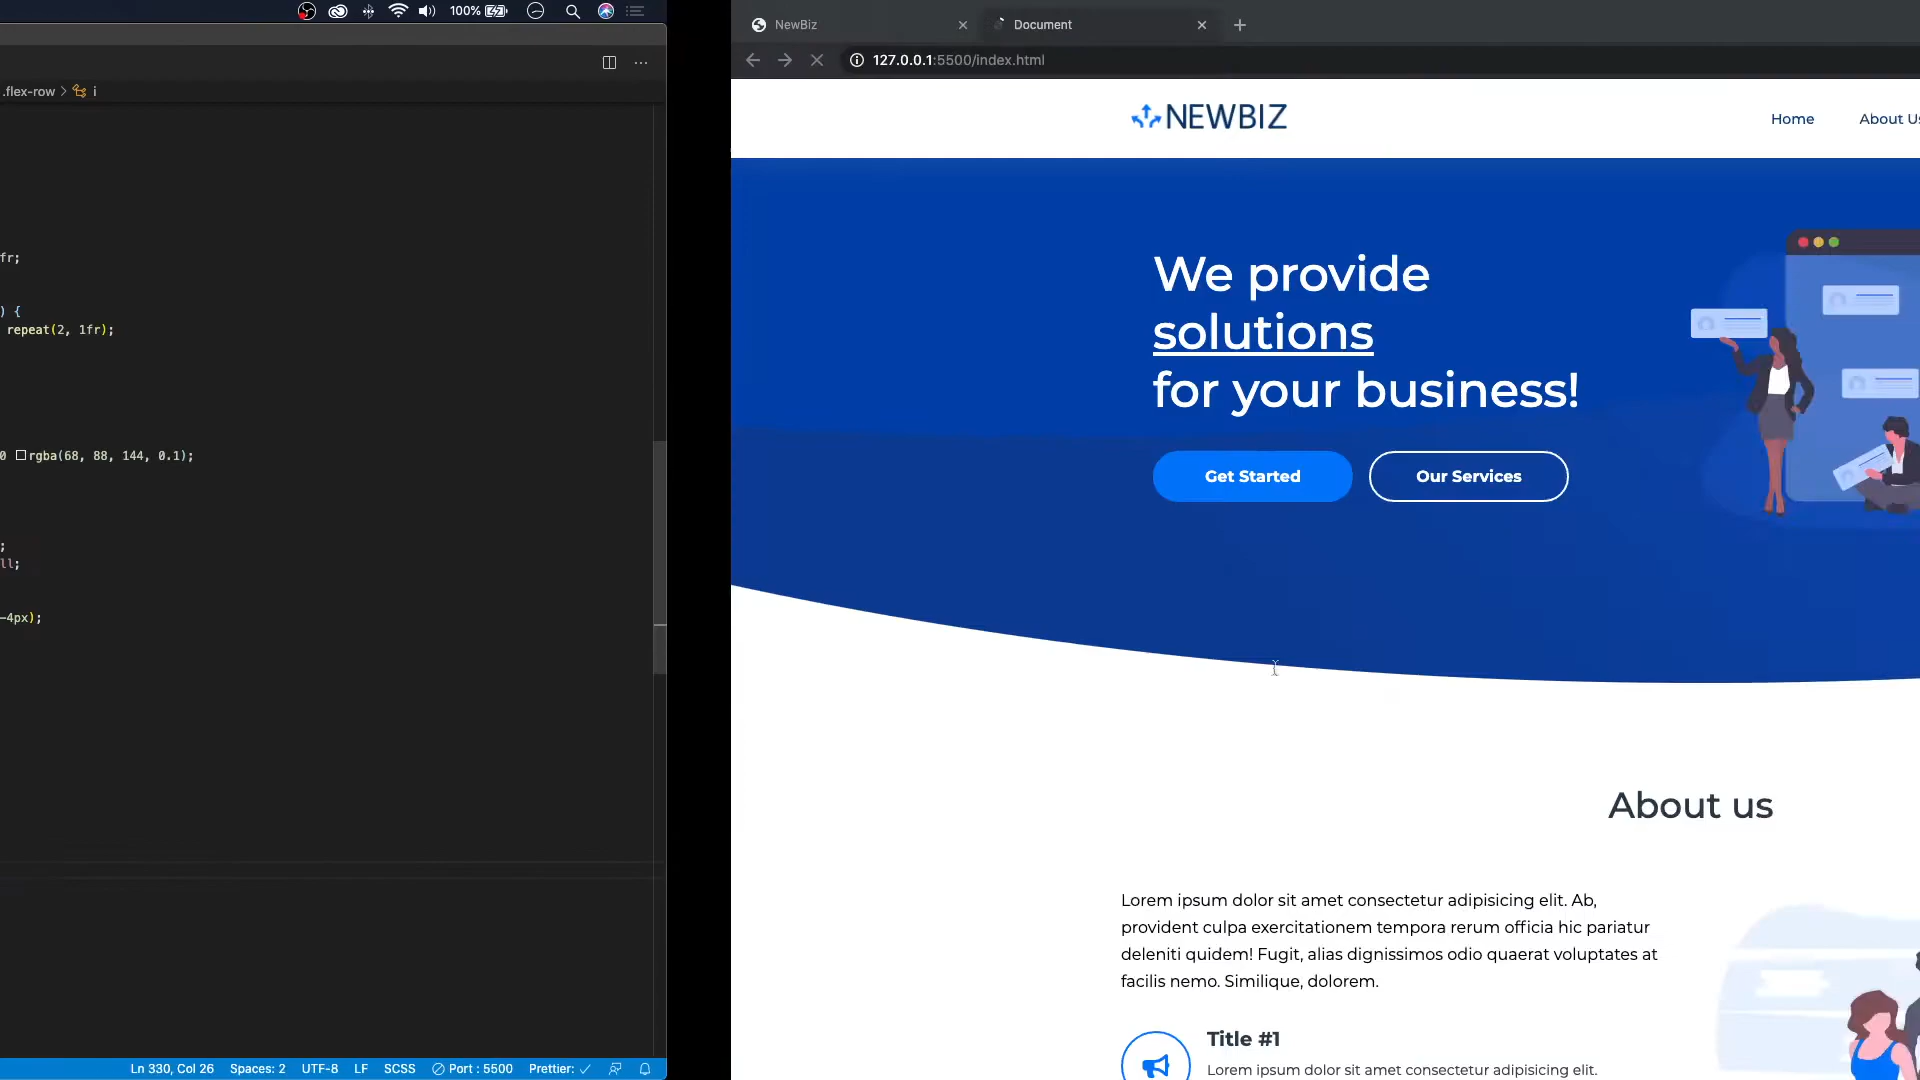 100%
.flex-row > i
fr;
) {
repeat(2, 1fr);
0 rgba(68, 88, 144, 0.1);
;
ll;
-4px);
Ln 330, Col 26 Spaces: 2 UTF-8 LF SCSS Port : 5500 Prettier:
NewBiz
Document
127.0.0.1:5500/index.html
NEWBIZ
Home
About Us
We provide
solutions
for your business!
Get Started
Our Services
About us
Lorem ipsum dolor sit amet consectetur adipisicing elit. Ab,
provident culpa exercitationem tempora rerum officia hic pariatur
deleniti quidem! Fugit, alias dignissimos odio quaerat voluptates at
facilis nemo. Similique, dolorem.
Title #1
Lorem ipsum dolor sit amet consectetur adipisicing elit.